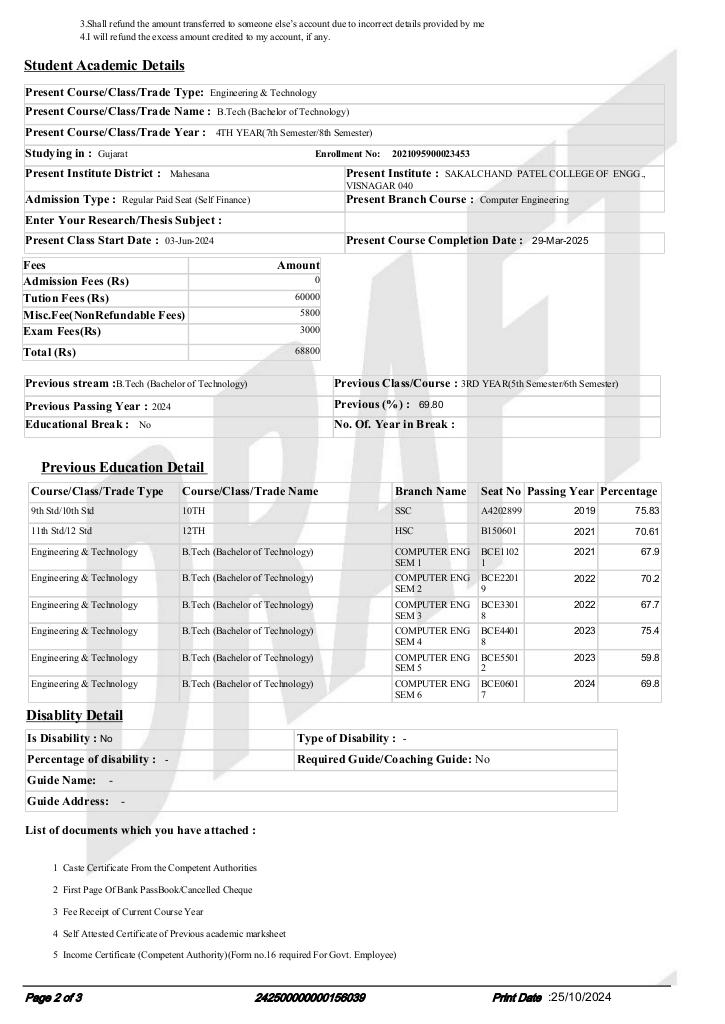 3.Shall refund the amount transferred to someone else's account due to incorrect details provided by me
4.I will refund the excess amount credited to my account, if any.
Student Academic Details
Present Course/Class/Trade Type: Engineering & Technology
Present Course/Class/Trade Name : B.Tech (Bachelor of Technology)
Present Course/Class/Trade Year : 4TH YEAR(7th Semester/8th Semester)
Studying in : Gujarat Enrollment No: 2021095900023453
Present Institute District : Mahesana Present Institute : SAKALCHAND PATEL COLLEGE OF ENGG.,
VISNAGAR 040
Admission Type : Regular Paid Seat (Self Finance) Present Branch Course : Computer Engineering
Enter Your Research/Thesis Subject :
Present Class Start Date : 03-Jun-2024 Present Course Completion Date : 29-Mar-2025
Fees Amount
Admission Fees (Rs) 0
Tution Fees (Rs) 60000
Misc.Fee(NonRefundable Fees) 5800
Exam Fees(Rs) 3000
Total (Rs) 68800
Previous stream :B.Tech (Bachelor of Technology) Previous Class/Course : 3RD YEAR(5th Semester/6th Semester)
Previous Passing Year : 2024 Previous (%) : 69.80
Educational Break : No No. Of. Year in Break :
Previous Education Detail
Course/Class/Trade Type Course/Class/Trade Name Branch Name Seat No Passing Year Percentage
9th Std/10th Std 10TH SSC A4202899 2019 75.83
11th Std/12 Std 12TH HSC B150601 2021 70.61
Engineering & Technology B.Tech (Bachelor of Technology) COMPUTER ENG BCE1102 2021 67.9
SEM 1 1
Engineering & Technology B.Tech (Bachelor of Technology) COMPUTER ENG BCE2201 2022 70.2
SEM 2 9
Engineering & Technology B.Tech (Bachelor of Technology) COMPUTER ENG BCE3301 2022 67.7
SEM 3 8
Engineering & Technology B.Tech (Bachelor of Technology) COMPUTER ENG BCE4401 2023 75.4
SEM 4 8
Engineering & Technology B.Tech (Bachelor of Technology) COMPUTER ENG BCE5501 2023 59.8
SEM 5 2
Engineering & Technology B.Tech (Bachelor of Technology) COMPUTER ENG BCE0601 2024 69.8
SEM 6 7
Disablity Detail
Is Disability : No Type of Disability : -
Percentage of disability : - Required Guide/Coaching Guide: No
Guide Name: -
Guide Address: -
List of documents which you have attached :
1 Caste Certificate From the Competent Authorities
2 First Page Of Bank PassBook/Cancelled Cheque
3 Fee Receipt of Current Course Year
4 Self Attested Certificate of Previous academic marksheet
5 Income Certificate (Competent Authority)(Form no.16 required For Govt. Employee)
Page 2 of 3 242500000000156039 Print Date :25/10/2024
DRAFT